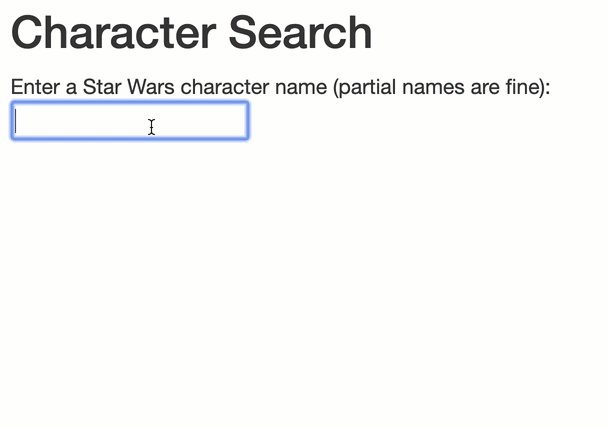 Character Search
Enter a Star Wars character name (partial names are fine):